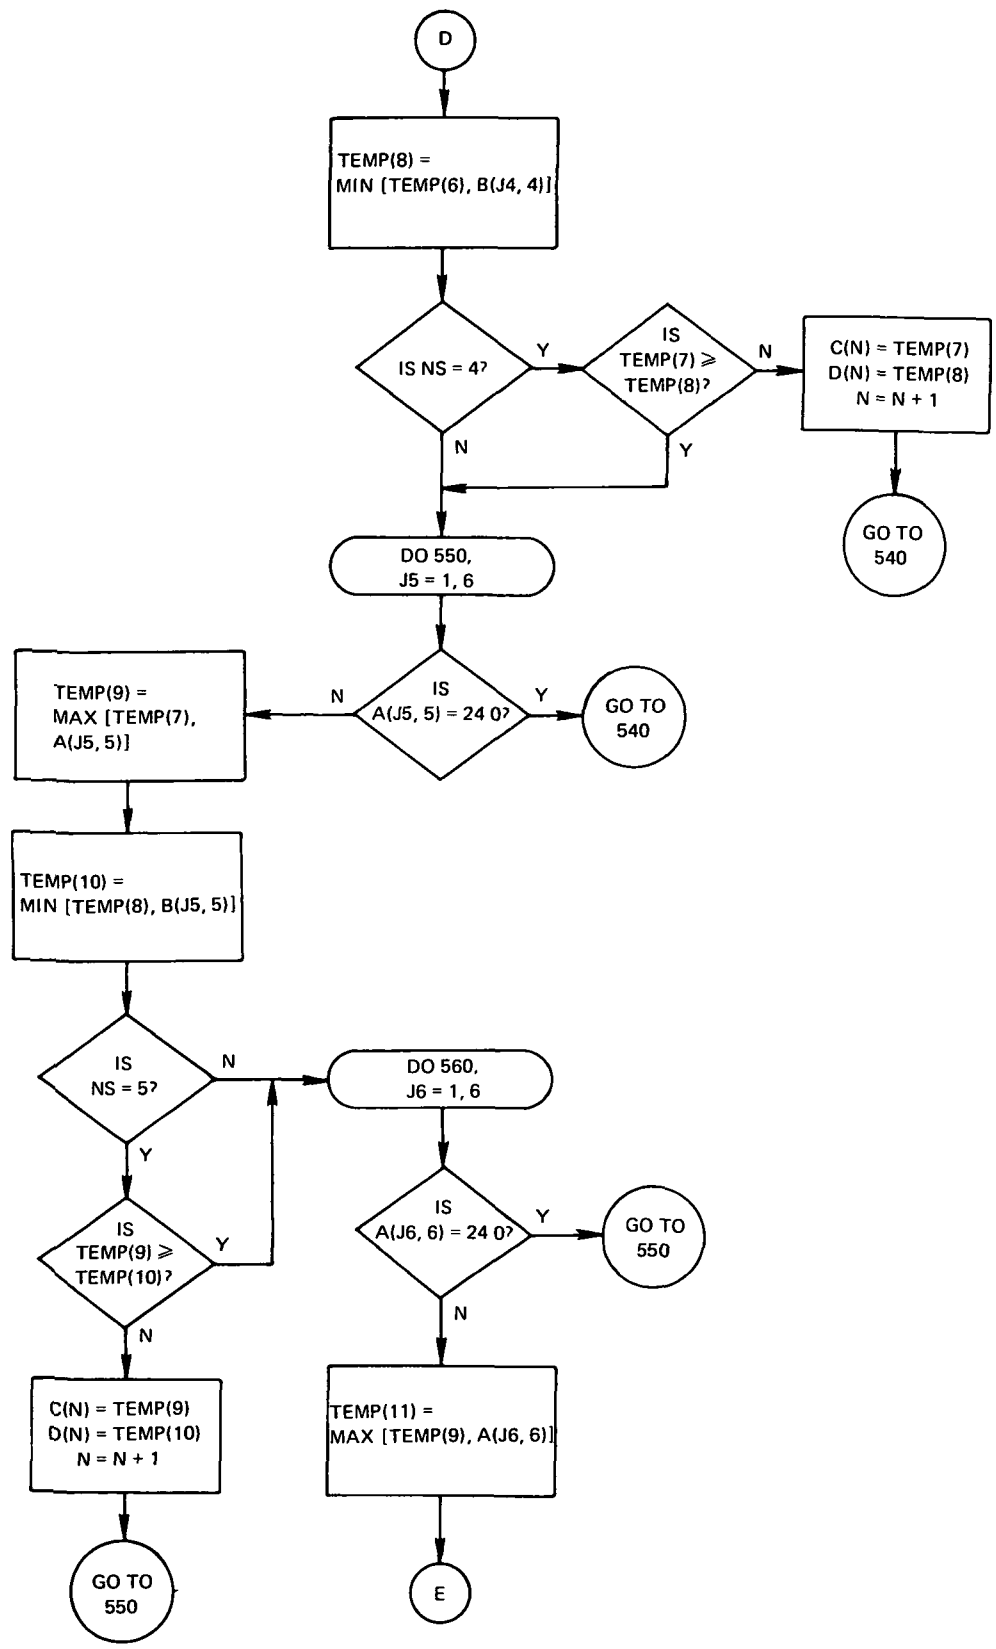 D
TEMP(8) =
MIN [TEMP(6), B(J4, 4)]
IS NS = 4?
Y
N
IS
TEMP(7) ⩾
TEMP(8)?
N
Y
C(N) = TEMP(7)
D(N) = TEMP(8)
N = N + 1
GO TO
540
DO 550,
J5 = 1, 6
IS
A(J5, 5) = 24 0?
N
Y
GO TO
540
TEMP(9) =
MAX [TEMP(7),
A(J5, 5)]
TEMP(10) =
MIN [TEMP(8), B(J5, 5)]
IS
NS = 5?
N
Y
DO 560,
J6 = 1, 6
IS
TEMP(9) ⩾
TEMP(10)?
Y
N
IS
A(J6, 6) = 24 0?
Y
N
GO TO
550
C(N) = TEMP(9)
D(N) = TEMP(10)
N = N + 1
GO TO
550
TEMP(11) =
MAX [TEMP(9), A(J6, 6)]
E